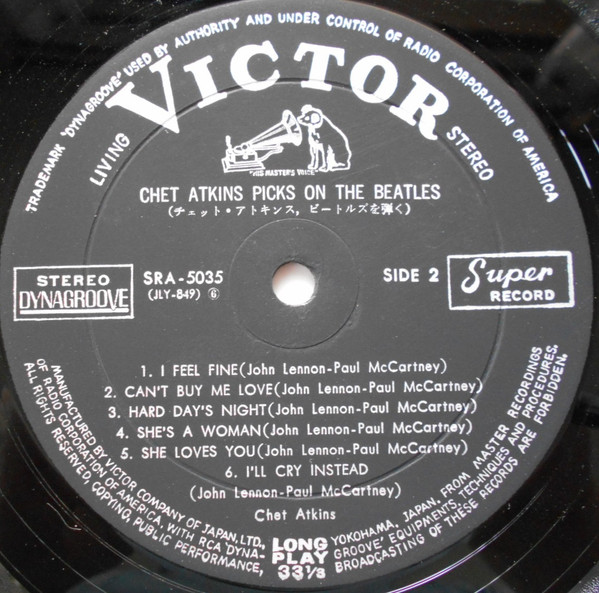 TRADEMARK 'DYNAGROOVE' USED BY AUTHORITY AND UNDER CONTROL OF RADIO CORPORATION OF AMERICA
LIVING VICTOR STEREO
"HIS MASTER'S VOICE"
CHET ATKINS PICKS ON THE BEATLES
(チェット・アトキンス, ビートルズを弾く)
STEREO
DYNAGROOVE
SRA-5035
(JLY-849) ⑥
SIDE 2
Super
RECORD
1. I FEEL FINE(John Lennon-Paul McCartney)
2. CAN'T BUY ME LOVE(John Lennon-Paul McCartney)
3. HARD DAY'S NIGHT(John Lennon-Paul McCartney)
4. SHE'S A WOMAN(John Lennon-Paul McCartney)
5. SHE LOVES YOU(John Lennon-Paul McCartney)
6. I'LL CRY INSTEAD
(John Lennon-Paul McCartney)
Chet Atkins
MANUFACTURED BY VICTOR COMPANY OF JAPAN, LTD., YOKOHAMA, JAPAN, FROM MASTER RECORDINGS
OF RADIO CORPORATION OF AMERICA, WITH RCA 'DYNAGROOVE' EQUIPMENTS, TECHNIQUES AND PROCEDURES.
ALL RIGHTS RESERVED, COPYING, PUBLIC PERFORMANCE, BROADCASTING OF THESE RECORDS ARE FORBIDDEN.
LONG
PLAY
33⅓